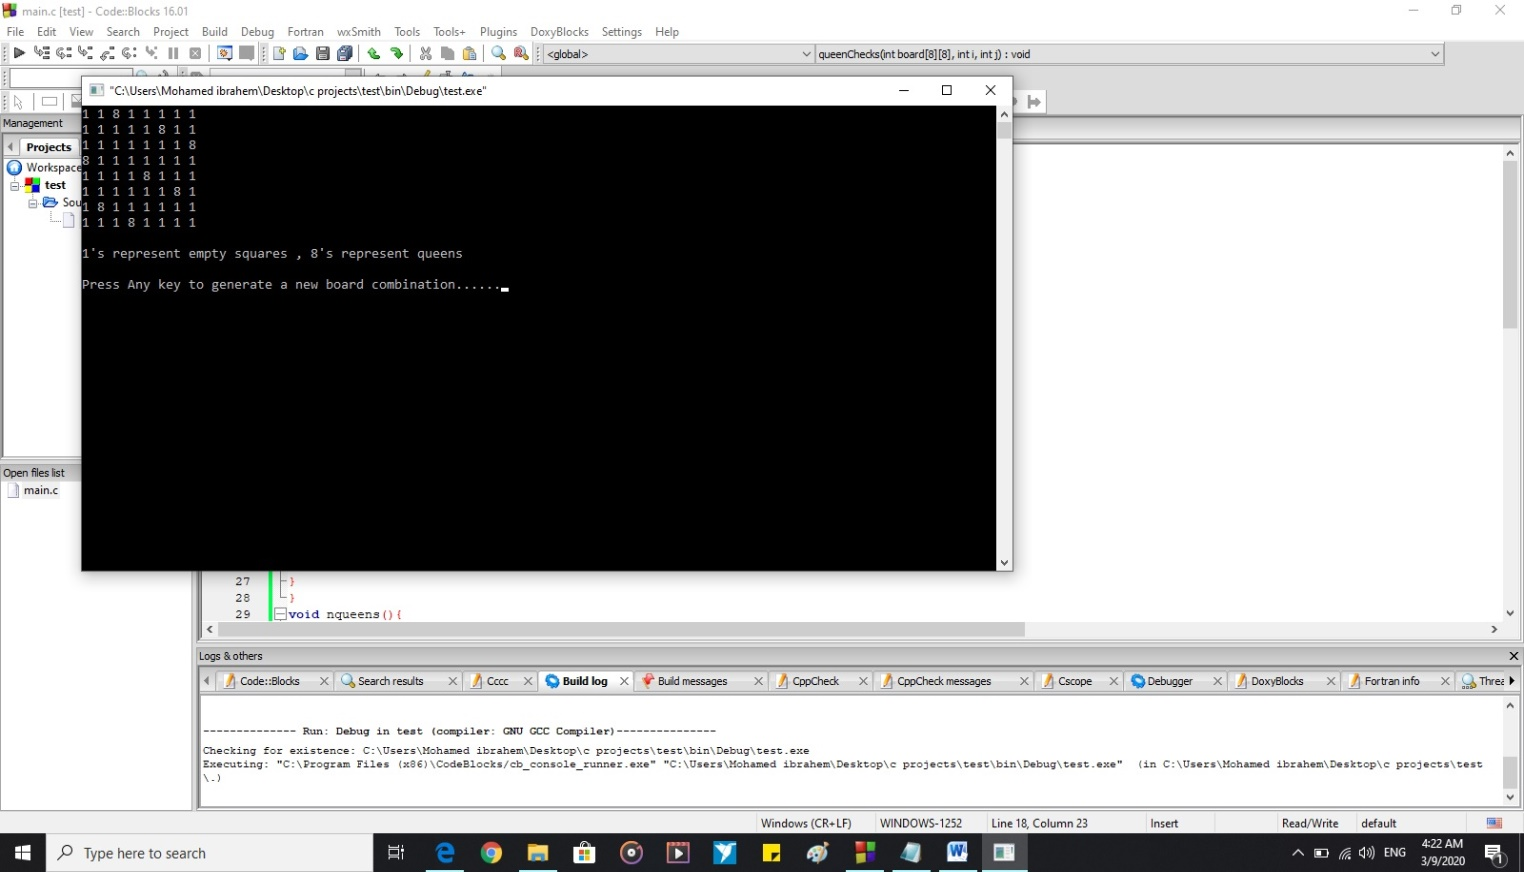 main.c [test] - Code::Blocks 16.01
File Edit View Search Project Build Debug Fortran wxSmith Tools Tools+ Plugins DoxyBlocks Settings Help
<global> queenChecks(int board[8][8], int i, int j) : void
"C:\Users\Mohamed ibrahem\Desktop\c projects\test\bin\Debug\test.exe"
1 1 8 1 1 1 1 1
1 1 1 1 1 8 1 1
1 1 1 1 1 1 1 8
8 1 1 1 1 1 1 1
1 1 1 1 8 1 1 1
1 1 1 1 1 1 8 1
1 8 1 1 1 1 1 1
1 1 1 8 1 1 1 1
1's represent empty squares , 8's represent queens
Press Any key to generate a new board combination......
Management
Projects
Workspace
test
Sou
Open files list
main.c
27 }
28 }
29 void nqueens(){
Logs & others
Code::Blocks Search results Cccc Build log Build messages CppCheck CppCheck messages Cscope Debugger DoxyBlocks Fortran info Threa
-------------- Run: Debug in test (compiler: GNU GCC Compiler)---------------
Checking for existence: C:\Users\Mohamed ibrahem\Desktop\c projects\test\bin\Debug\test.exe
Executing: "C:\Program Files (x86)\CodeBlocks/cb_console_runner.exe" "C:\Users\Mohamed ibrahem\Desktop\c projects\test\bin\Debug\test.exe"  (in C:\Users\Mohamed ibrahem\Desktop\c projects\test
\.)
Windows (CR+LF) WINDOWS-1252 Line 18, Column 23 Insert Read/Write default
Type here to search
ENG
4:22 AM
3/9/2020
1